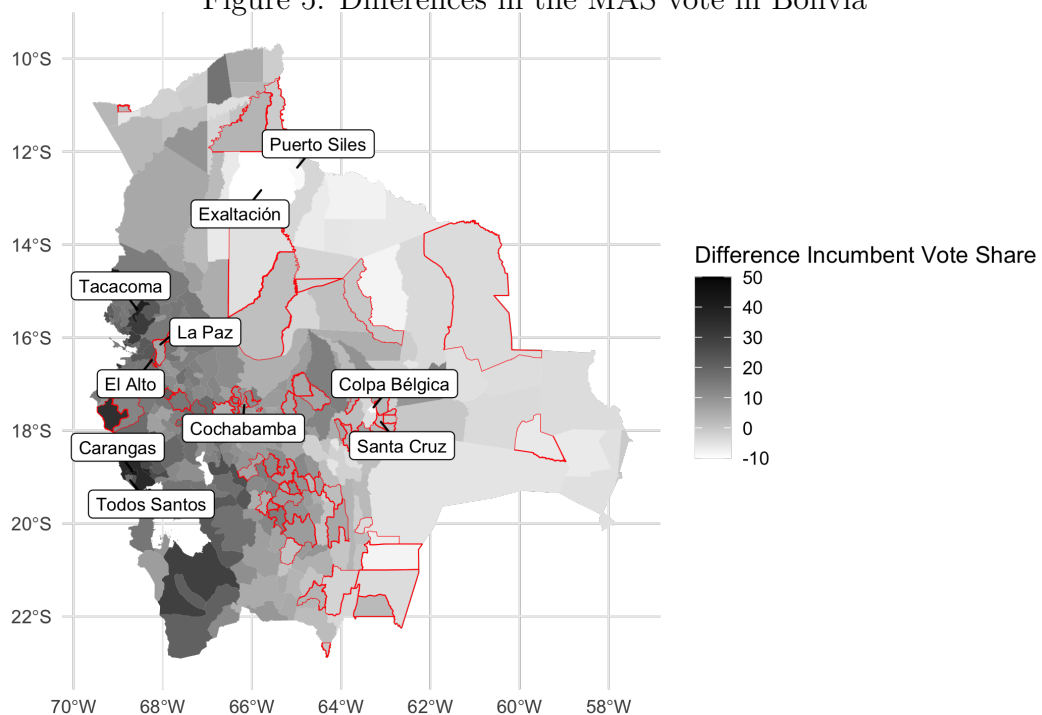 Figure 5: Differences in the MAS vote in Bolivia
10°S
12°S
14°S
16°S
18°S
20°S
22°S
Puerto Siles
Exaltación
Tacacoma
La Paz
El Alto
Colpa Bélgica
Cochabamba
Carangas
Santa Cruz
Todos Santos
70°W 68°W 66°W 64°W 62°W 60°W 58°W
Difference Incumbent Vote Share
50
40
30
20
10
0
-10